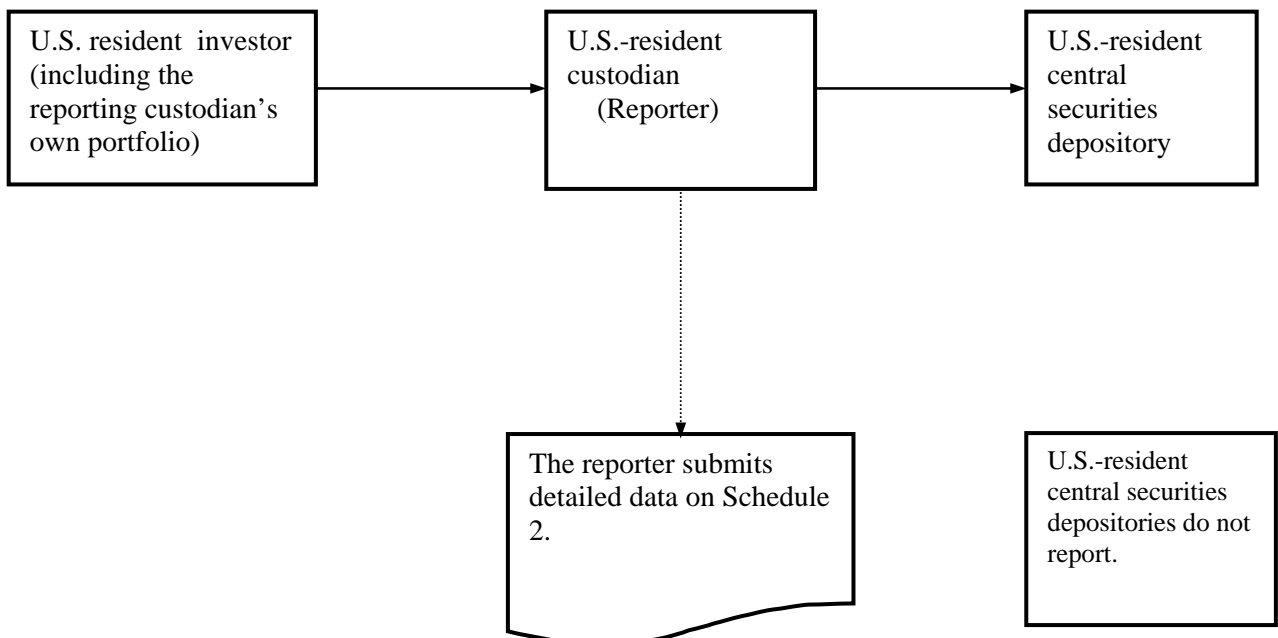 U.S. resident  investor
(including the
reporting custodian’s
own portfolio)
U.S.-resident
custodian
(Reporter)
U.S.-resident
central
securities
depository
The reporter submits
detailed data on Schedule
2.
U.S.-resident
central securities
depositories do not
report.